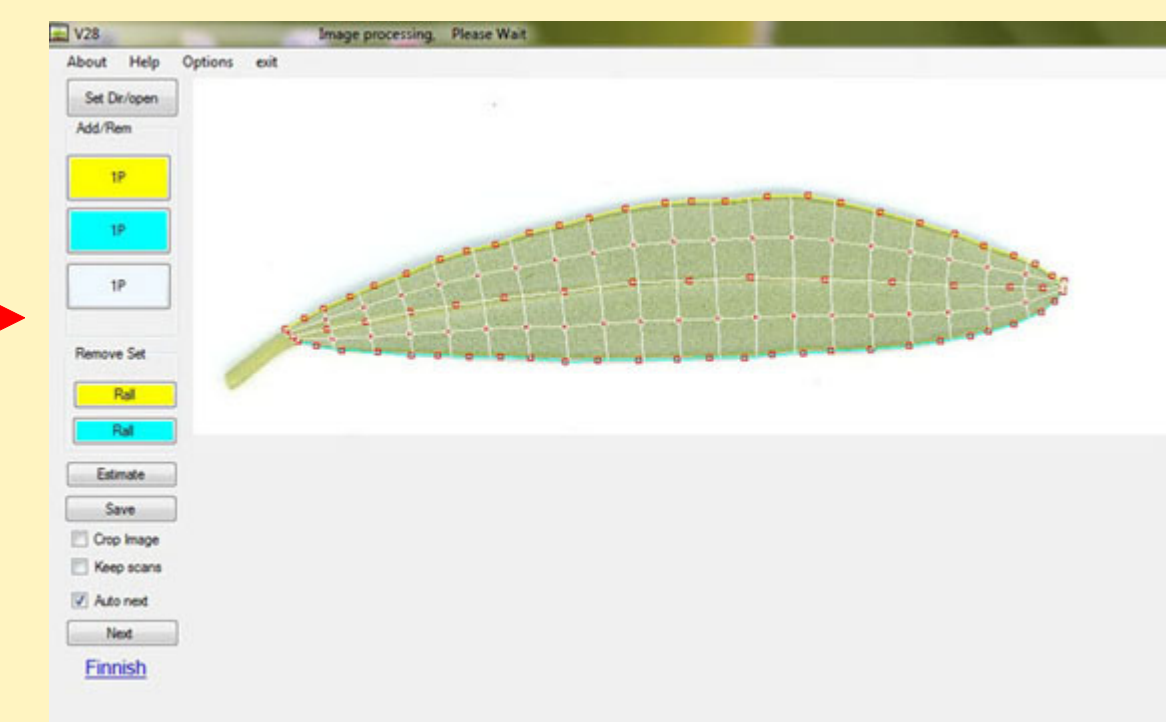 V28 Image processing, Please Wait
About Help Options exit
Set Dir/open
Add/Rem
1P
1P
1P
Remove Set
Rall
Rall
Estimate
Save
Crop Image
Keep scans
Auto next
Next
Finnish